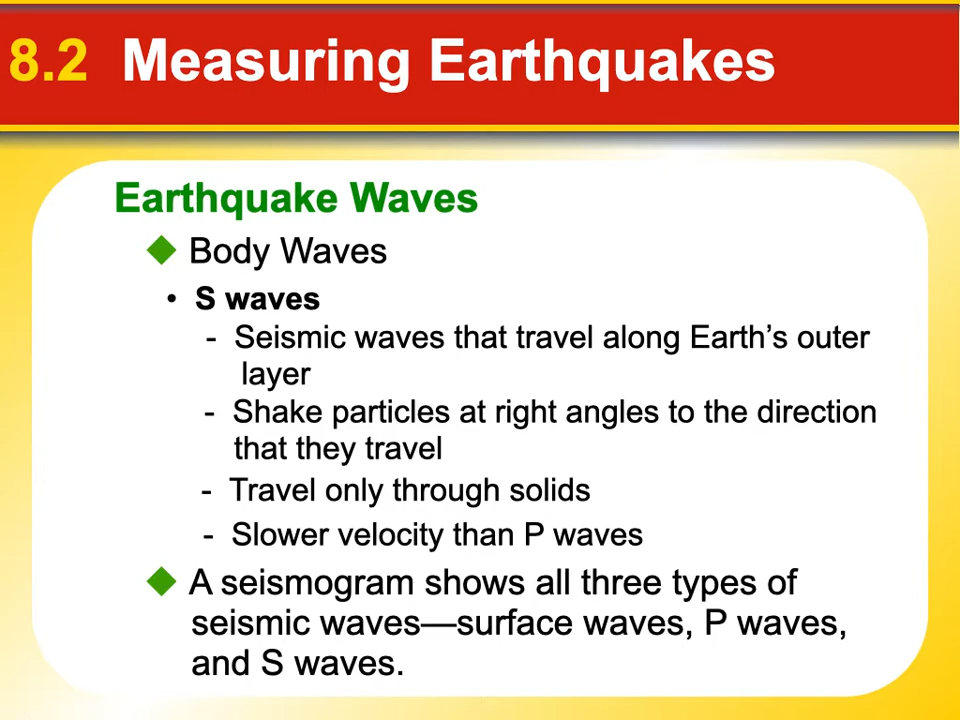 8.2 Measuring Earthquakes
Earthquake Waves
◆ Body Waves
• S waves
- Seismic waves that travel along Earth’s outer
layer
- Shake particles at right angles to the direction
that they travel
- Travel only through solids
- Slower velocity than P waves
◆ A seismogram shows all three types of
seismic waves—surface waves, P waves,
and S waves.